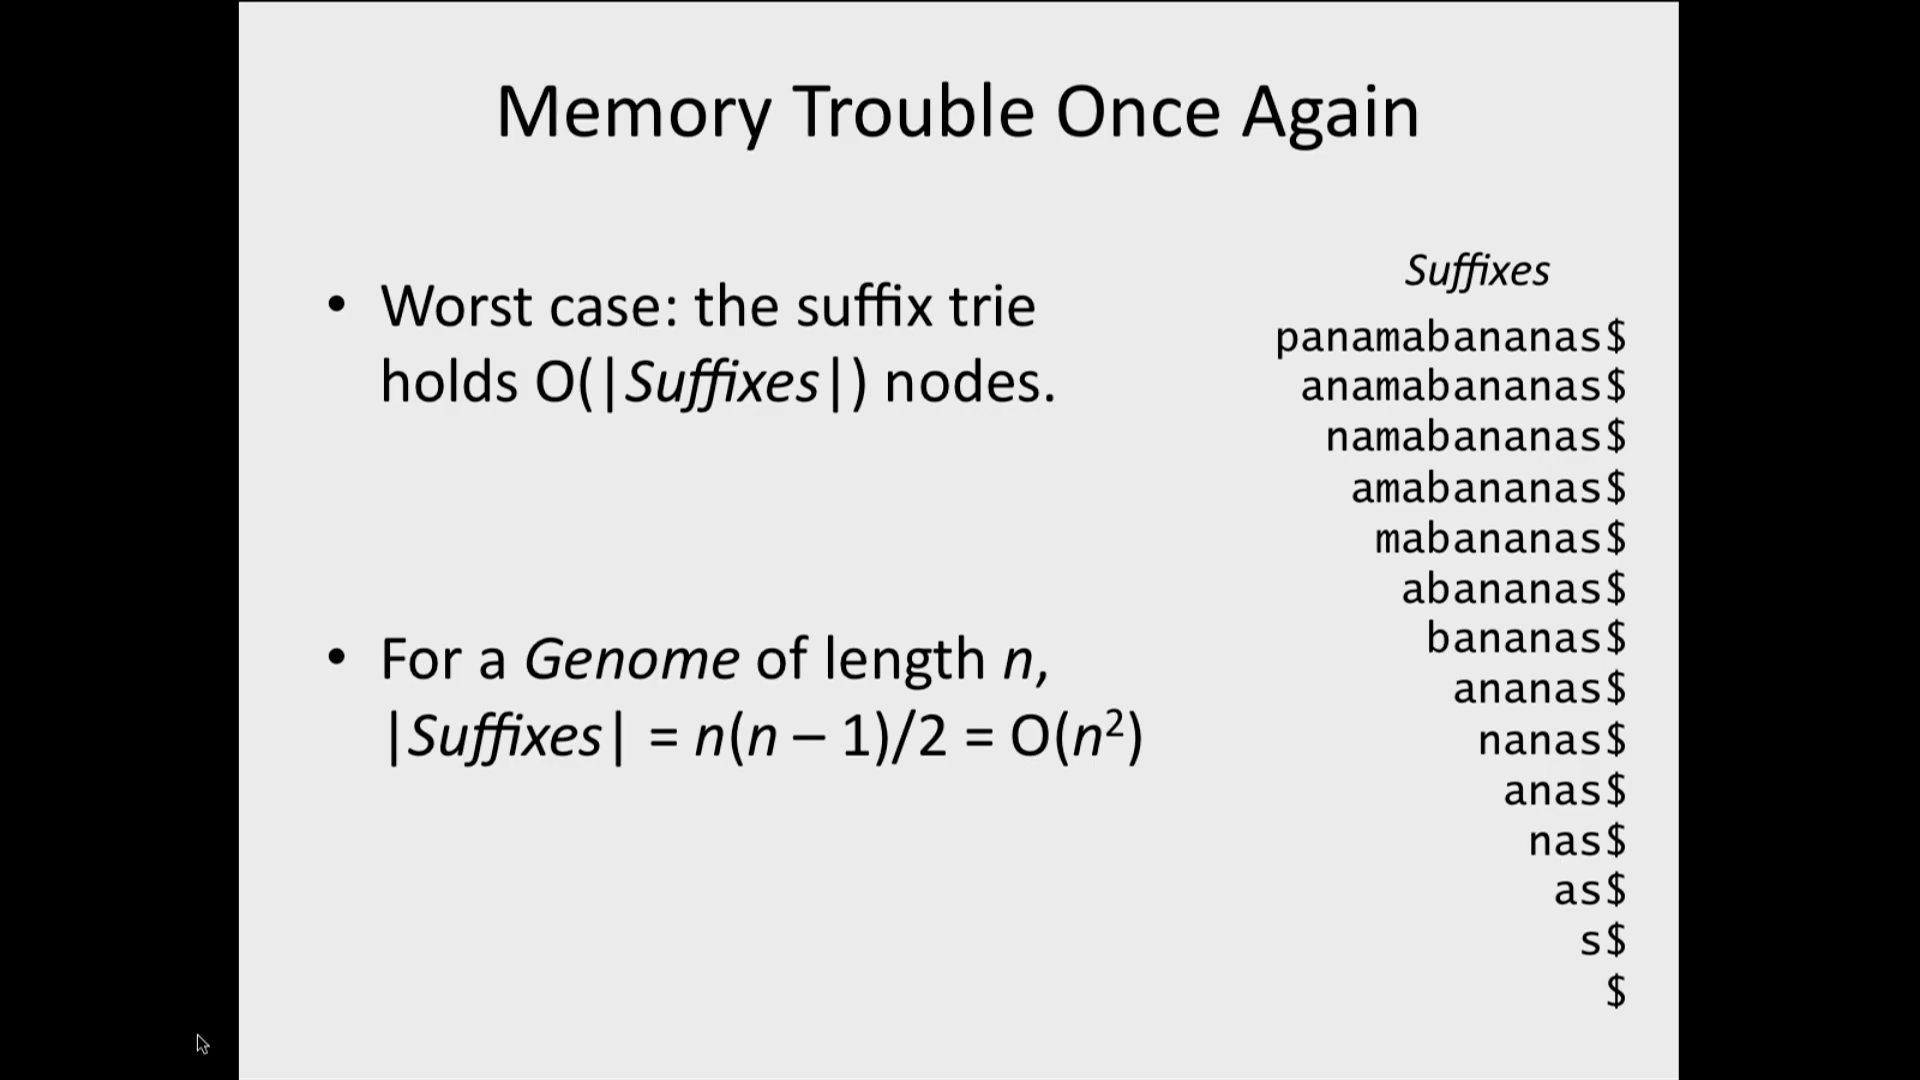 Memory Trouble Once Again
• Worst case: the suffix trie
holds O(|Suffixes|) nodes.
• For a Genome of length n,
|Suffixes| = n(n – 1)/2 = O(n²)
Suffixes
panamabananas$
anamabananas$
namabananas$
amabananas$
mabananas$
abananas$
bananas$
ananas$
nanas$
anas$
nas$
as$
s$
$